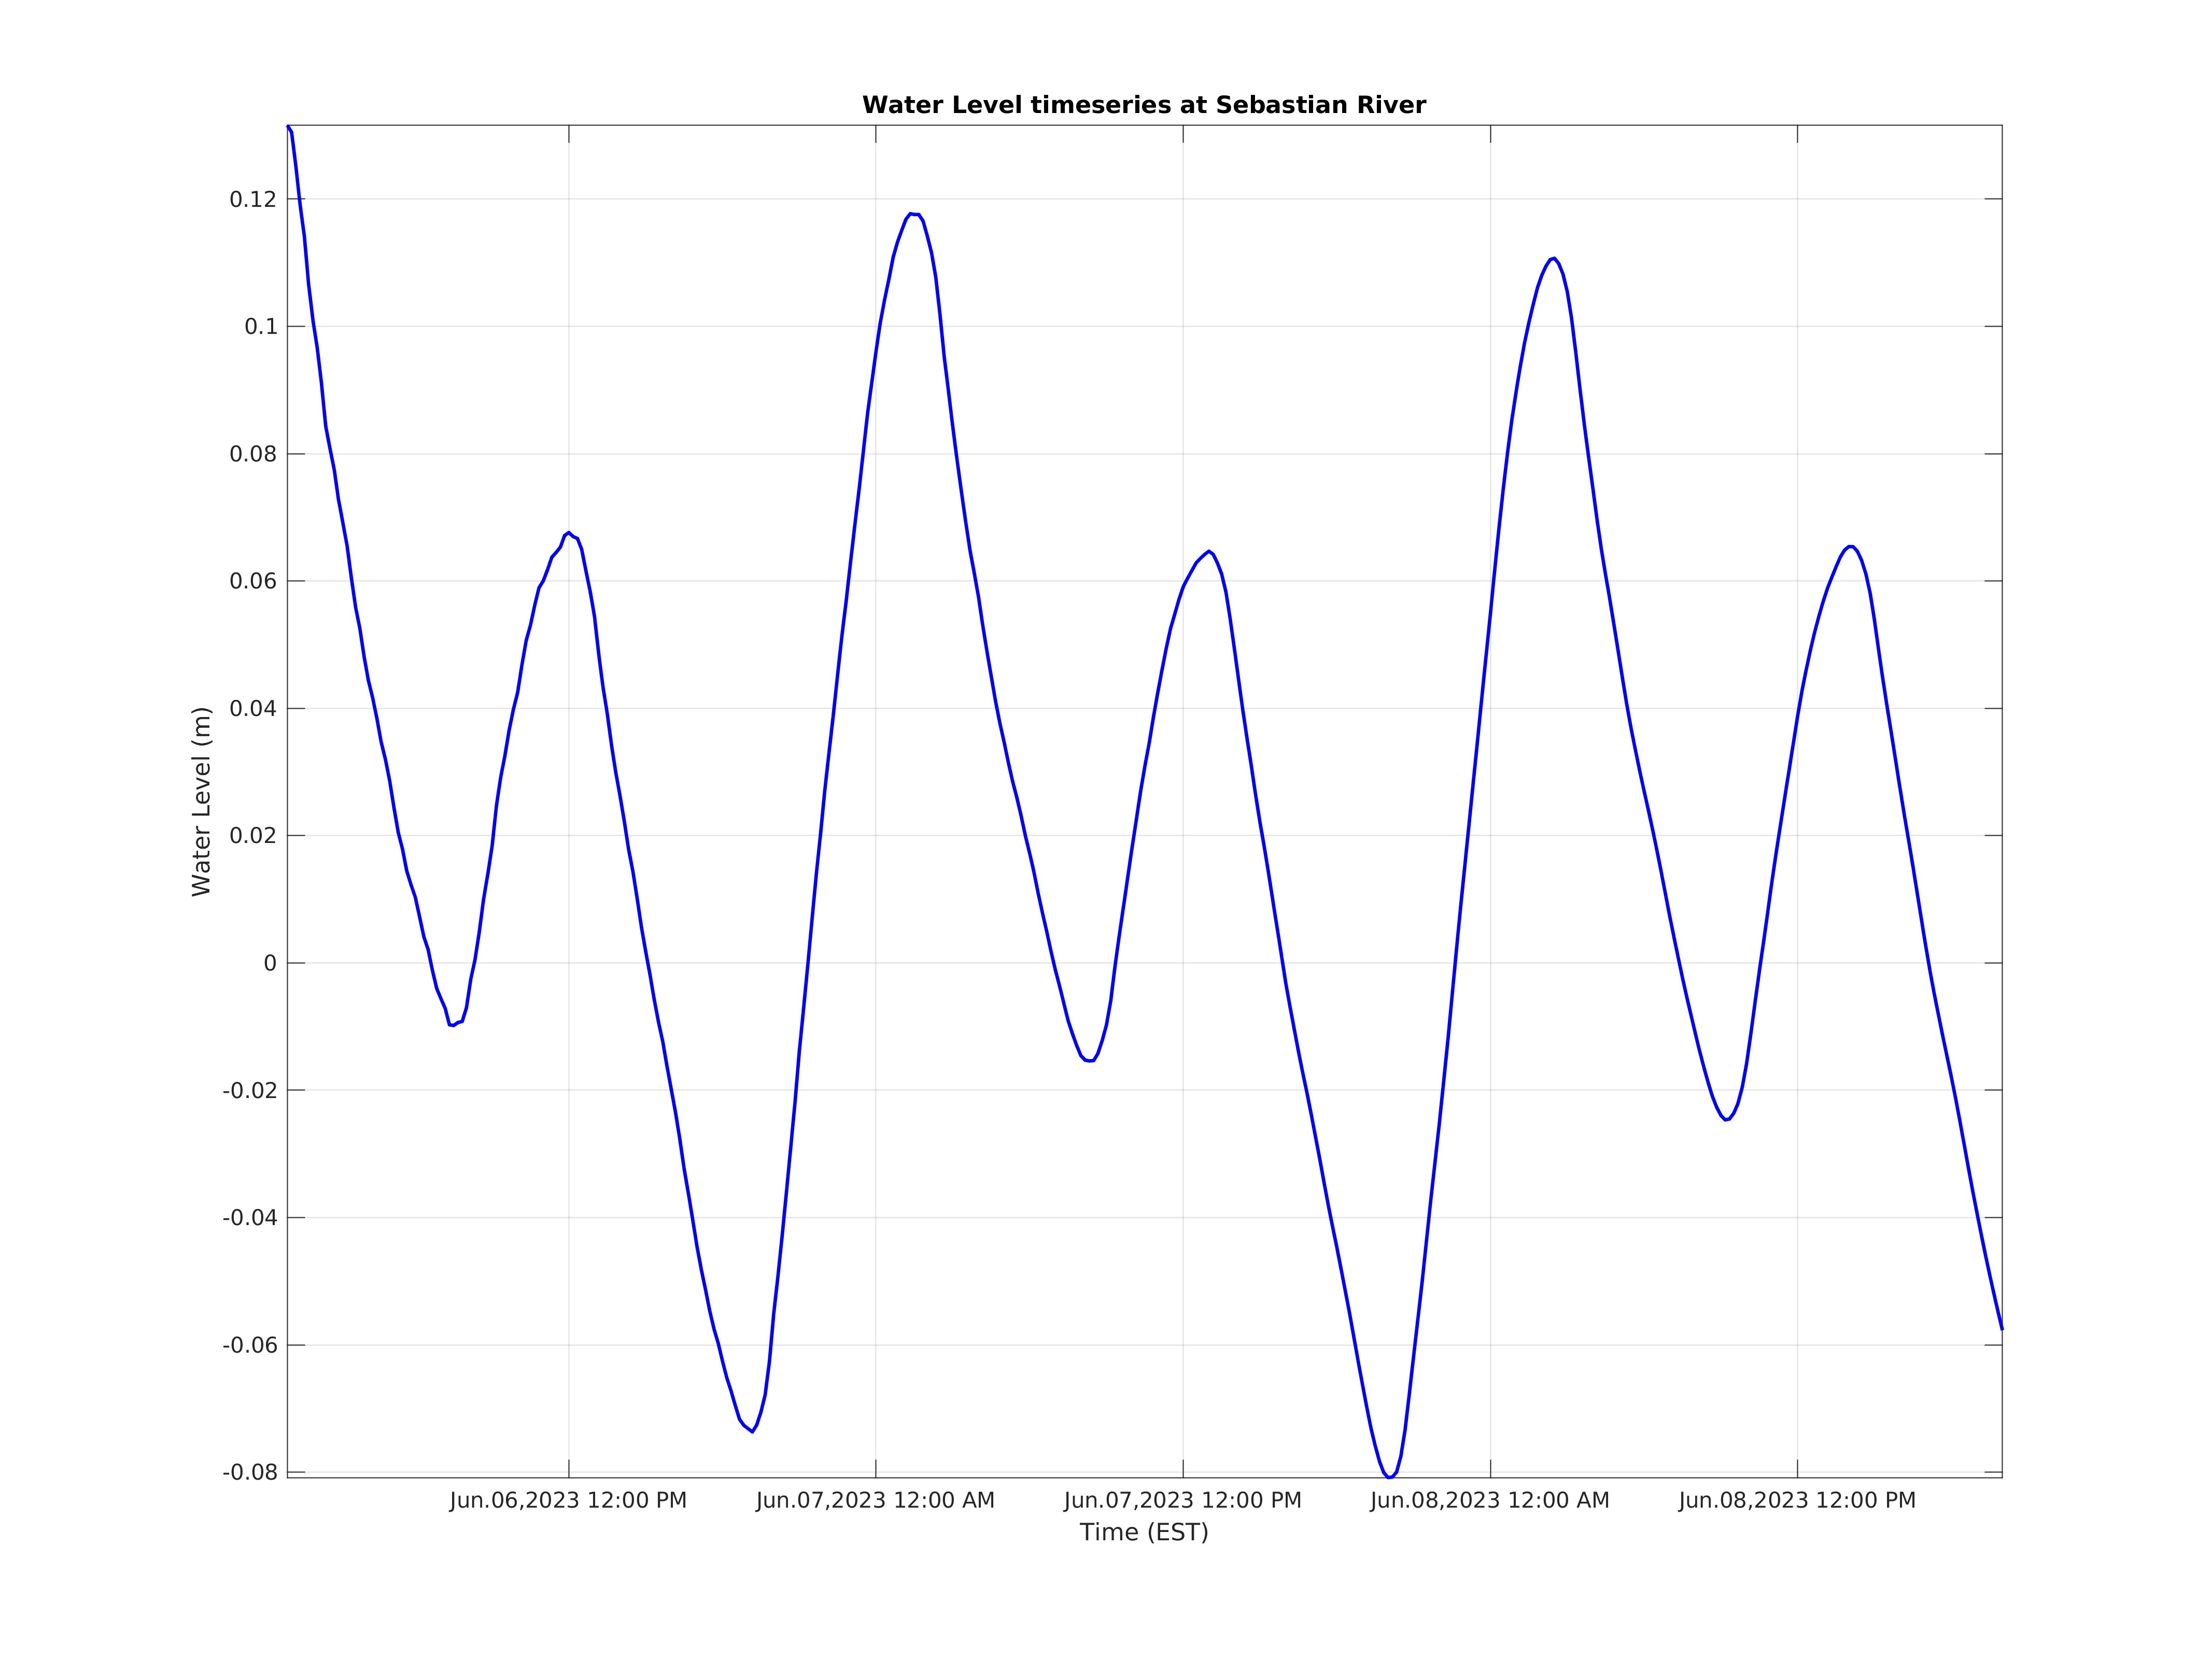 Water Level timeseries at Sebastian River
0.12
0.1
0.08
0.06
0.04
0.02
0
-0.02
-0.04
-0.06
-0.08
Water Level (m)
Jun.06,2023 12:00 PM Jun.07,2023 12:00 AM Jun.07,2023 12:00 PM Jun.08,2023 12:00 AM Jun.08,2023 12:00 PM
Time (EST)